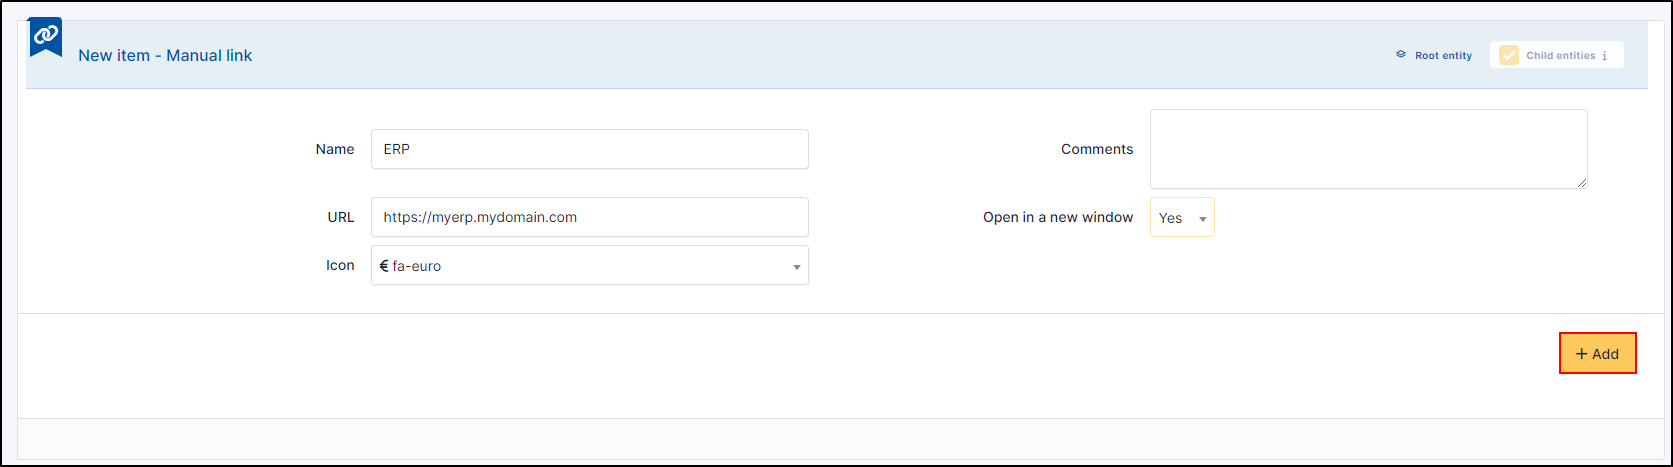 New item - Manual link
Root entity
Child entities i
Name
ERP
Comments
URL
https://myerp.mydomain.com
Open in a new window
Yes
Icon
€ fa-euro
+ Add